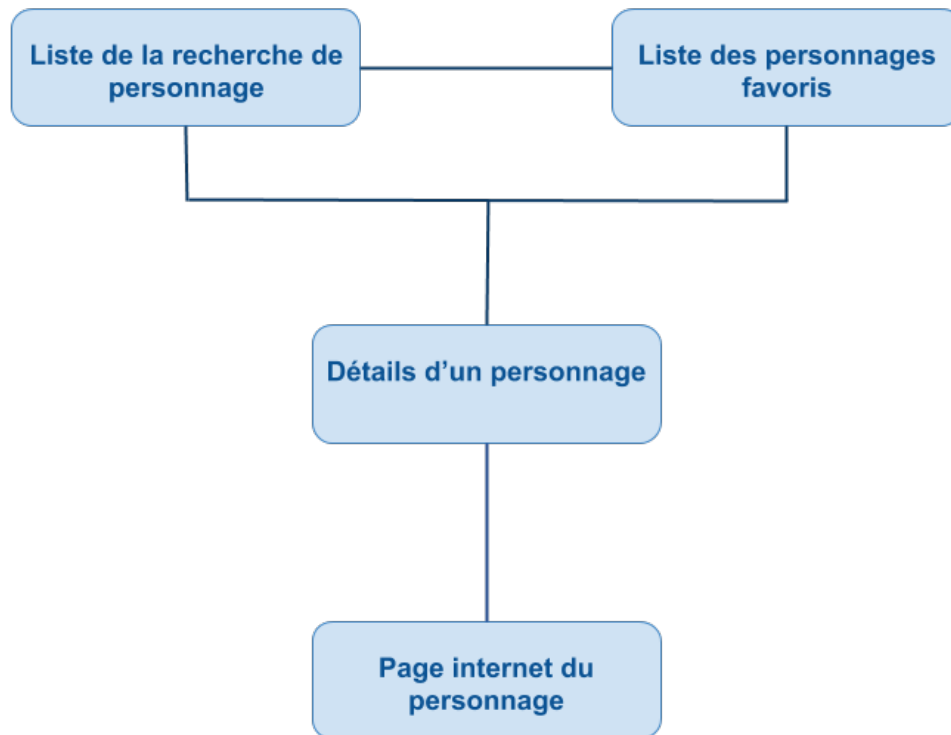 Liste de la recherche de
personnage
Liste des personnages
favoris
Détails d’un personnage
Page internet du
personnage